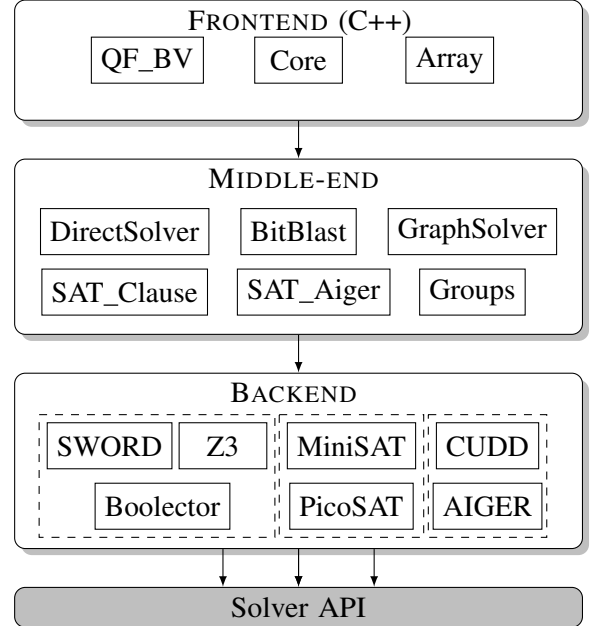 FRONTEND (C++)
QF_BV Core Array
MIDDLE-END
DirectSolver BitBlast GraphSolver
SAT_Clause SAT_Aiger Groups
BACKEND
SWORD Z3 MiniSAT CUDD
Boolector PicoSAT AIGER
Solver API